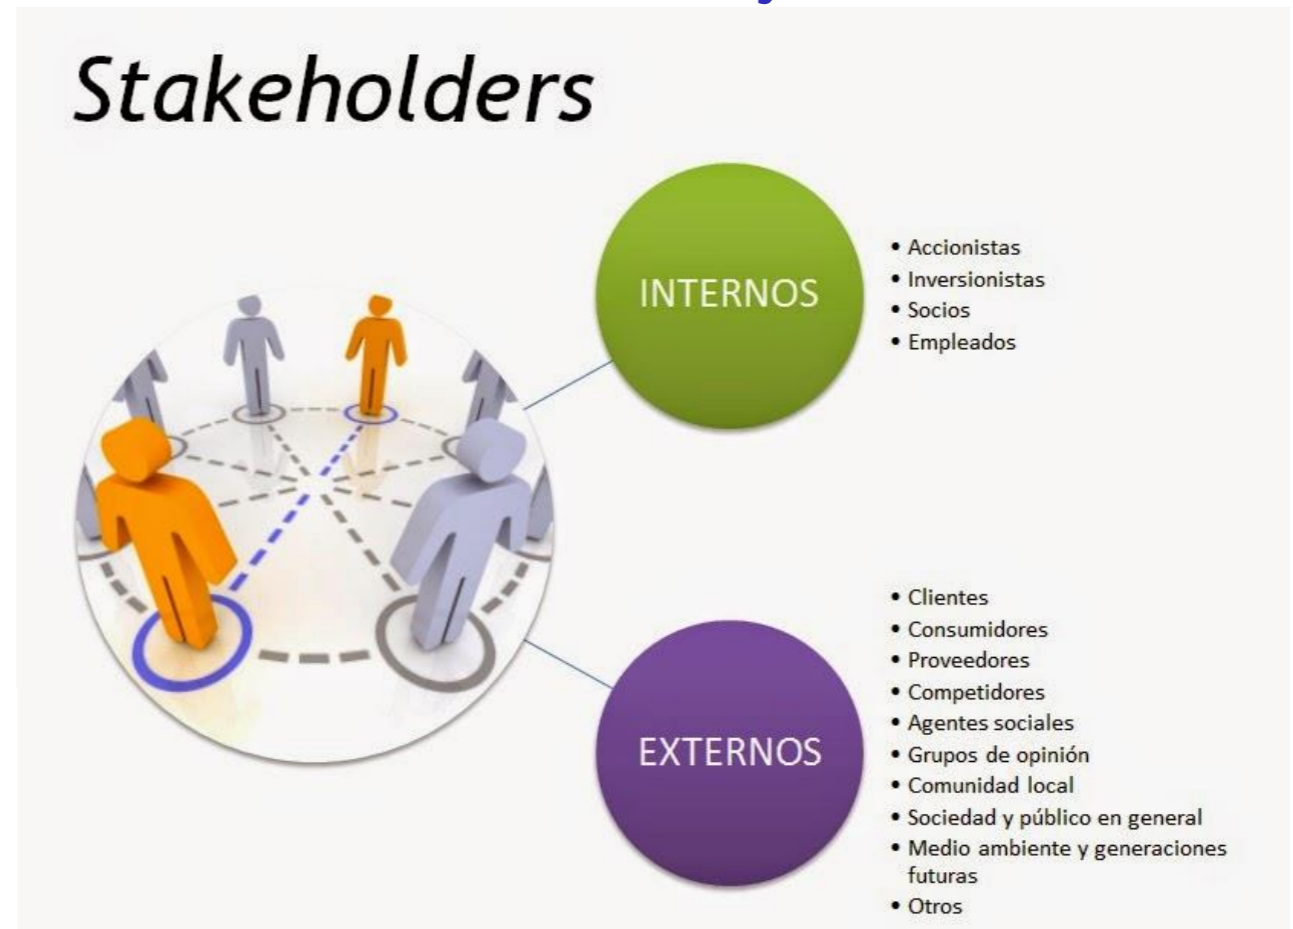 Stakeholders
INTERNOS
• Accionistas
• Inversionistas
• Socios
• Empleados
EXTERNOS
• Clientes
• Consumidores
• Proveedores
• Competidores
• Agentes sociales
• Grupos de opinión
• Comunidad local
• Sociedad y público en general
• Medio ambiente y generaciones
futuras
• Otros